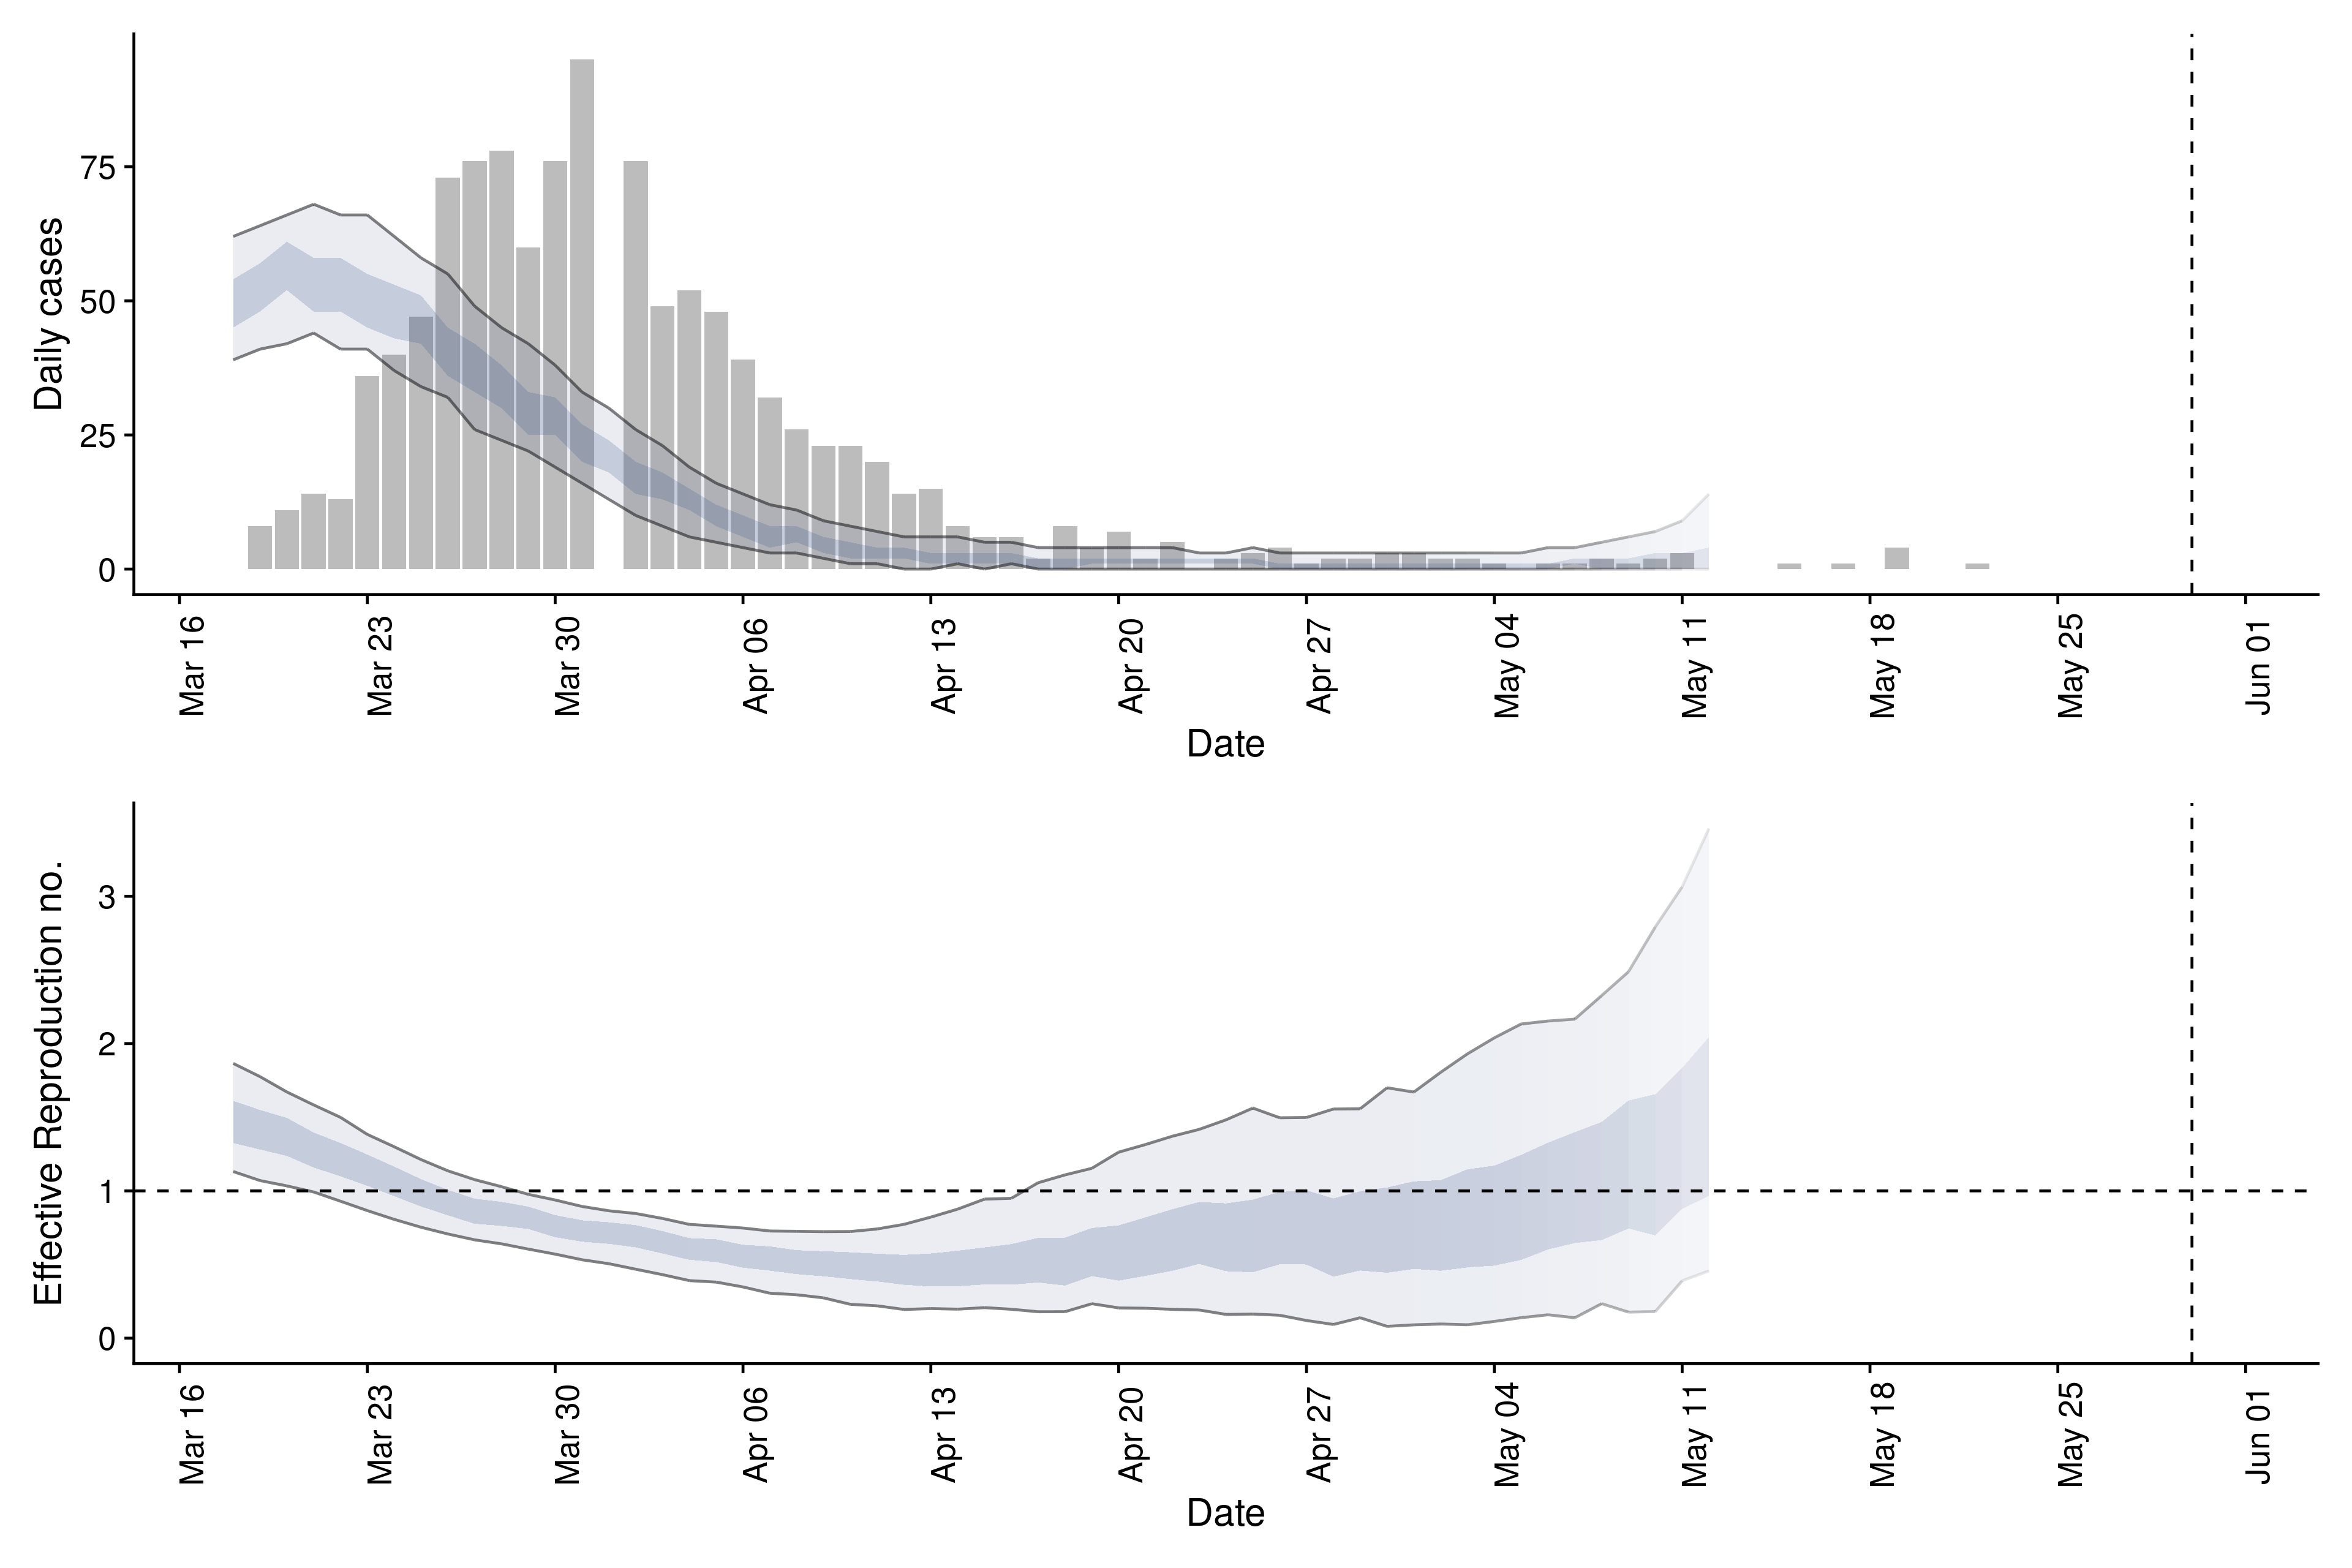 Daily cases
75
50
25
0
Mar 16
Mar 23
Mar 30
Apr 06
Apr 13
Apr 20
Apr 27
May 04
May 11
May 18
May 25
Jun 01
Date
Effective Reproduction no.
3
2
1
0
Mar 16
Mar 23
Mar 30
Apr 06
Apr 13
Apr 20
Apr 27
May 04
May 11
May 18
May 25
Jun 01
Date